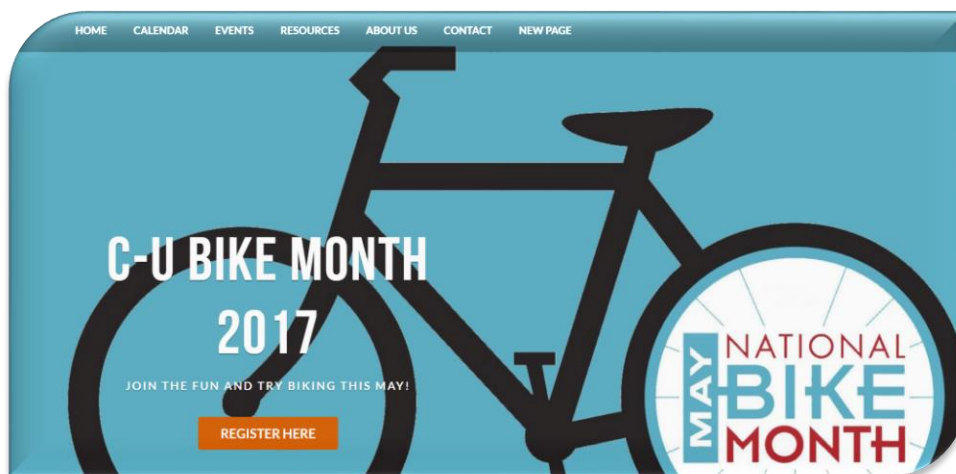 HOME CALENDAR EVENTS RESOURCES ABOUT US CONTACT NEW PAGE
C-U BIKE MONTH
2017
JOIN THE FUN AND TRY BIKING THIS MAY!
REGISTER HERE
MAY
NATIONAL
BIKE
MONTH